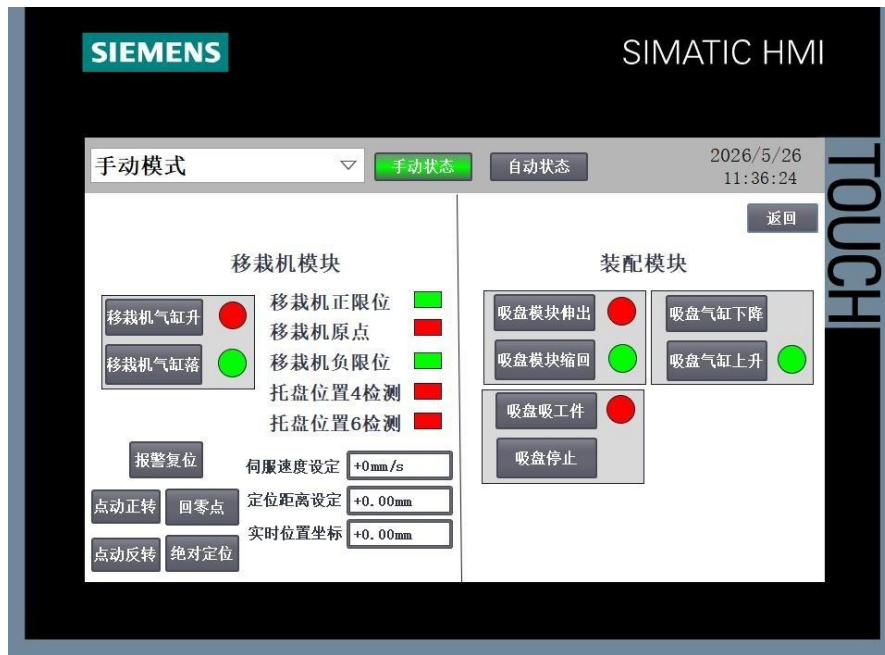 SIEMENS
SIMATIC HMI
TOUCH
手动模式
手动状态
自动状态
2026/5/26
11:36:24
返回
移栽机模块
移栽机气缸升
移栽机气缸落
移栽机正限位
移栽机原点
移栽机负限位
托盘位置4检测
托盘位置6检测
报警复位
点动正转
回零点
点动反转
绝对定位
伺服速度设定 +0mm/s
定位距离设定 +0.00mm
实时位置坐标 +0.00mm
装配模块
吸盘模块伸出
吸盘模块缩回
吸盘气缸下降
吸盘气缸上升
吸盘吸工件
吸盘停止